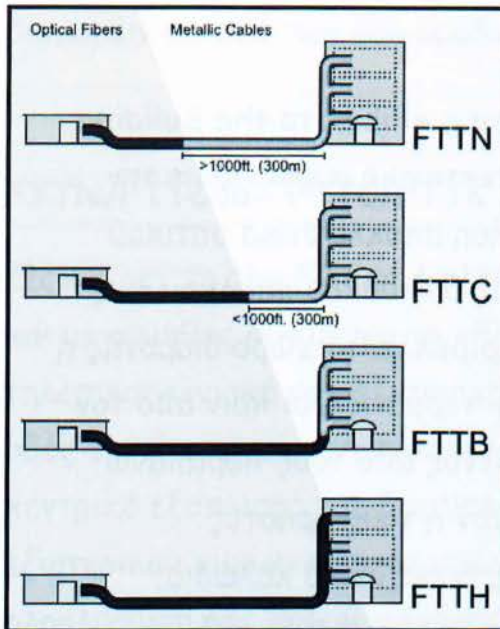 Optical Fibers Metallic Cables
FTTN
>1000ft. (300m)
FTTC
<1000ft. (300m)
FTTB
FTTH